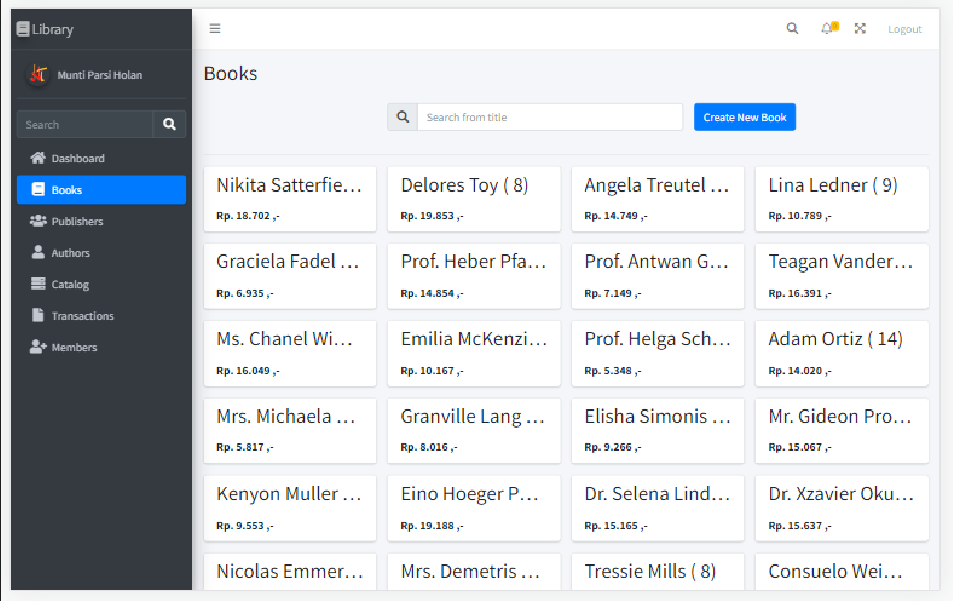 Library
Logout
Munti Parsi Holan
Books
Search
Search from title
Create New Book
Dashboard
Books
Publishers
Authors
Catalog
Transactions
Members
Nikita Satterfie...
Delores Toy ( 8)
Angela Treutel ...
Lina Ledner ( 9)
Rp. 18.702 ,-
Rp. 19.853 ,-
Rp. 14.749 ,-
Rp. 10.789 ,-
Graciela Fadel ...
Prof. Heber Pfa...
Prof. Antwan G...
Teagan Vander...
Rp. 6.935 ,-
Rp. 14.854 ,-
Rp. 7.149 ,-
Rp. 16.391 ,-
Ms. Chanel Wi...
Emilia McKenzi...
Prof. Helga Sch...
Adam Ortiz ( 14)
Rp. 16.049 ,-
Rp. 10.167 ,-
Rp. 5.348 ,-
Rp. 14.020 ,-
Mrs. Michaela ...
Granville Lang ...
Elisha Simonis ...
Mr. Gideon Pro...
Rp. 5.817 ,-
Rp. 8.016 ,-
Rp. 9.266 ,-
Rp. 15.067 ,-
Kenyon Muller ...
Eino Hoeger P...
Dr. Selena Lind...
Dr. Xzavier Oku...
Rp. 9.553 ,-
Rp. 19.188 ,-
Rp. 15.165 ,-
Rp. 15.637 ,-
Nicolas Emmer...
Mrs. Demetris ...
Tressie Mills ( 8)
Consuelo Wei...